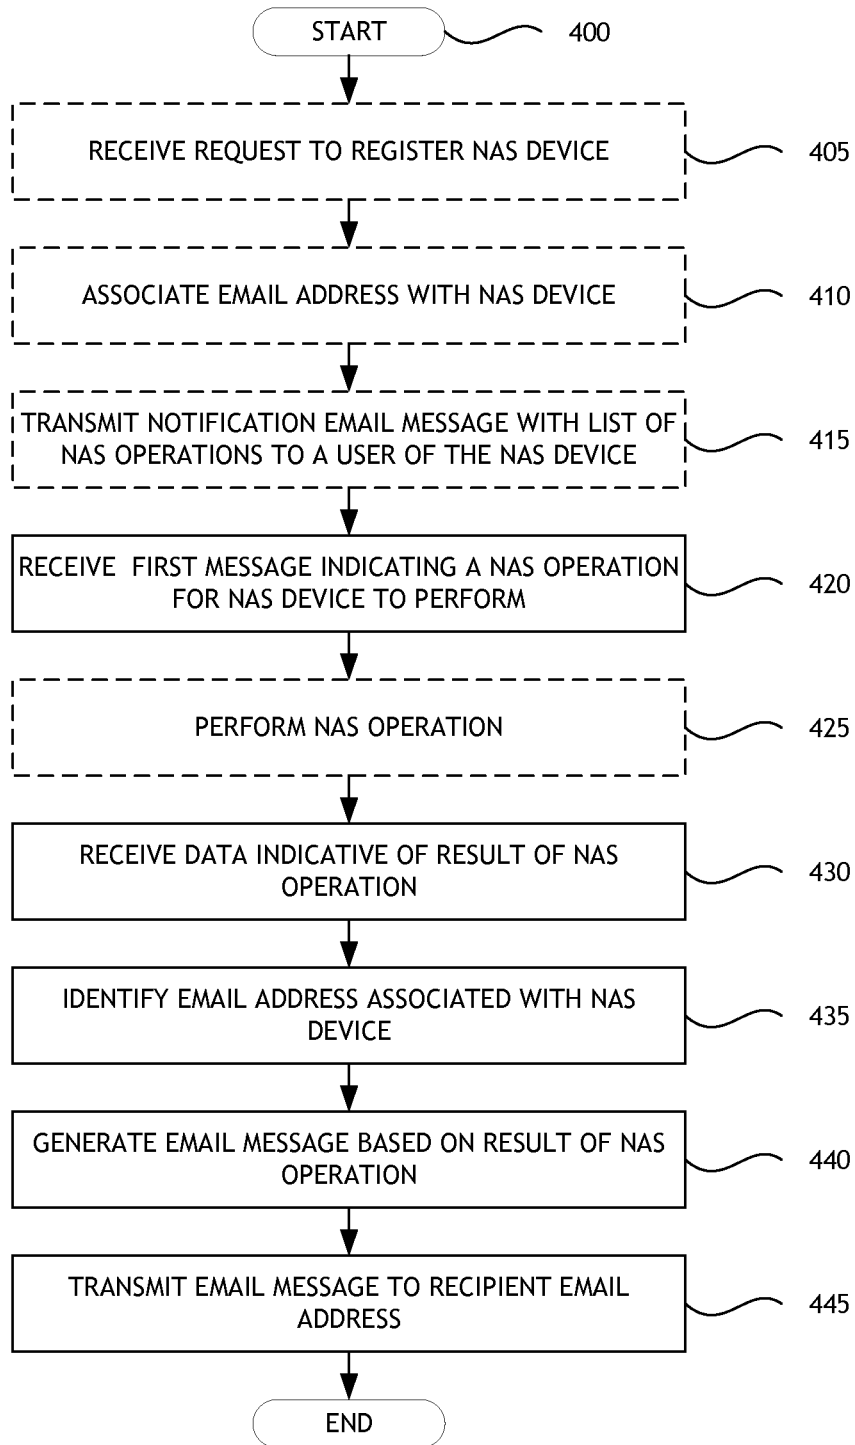 START
400
RECEIVE REQUEST TO REGISTER NAS DEVICE
405
ASSOCIATE EMAIL ADDRESS WITH NAS DEVICE
410
TRANSMIT NOTIFICATION EMAIL MESSAGE WITH LIST OF
NAS OPERATIONS TO A USER OF THE NAS DEVICE
415
RECEIVE FIRST MESSAGE INDICATING A NAS OPERATION
FOR NAS DEVICE TO PERFORM
420
PERFORM NAS OPERATION
425
RECEIVE DATA INDICATIVE OF RESULT OF NAS
OPERATION
430
IDENTIFY EMAIL ADDRESS ASSOCIATED WITH NAS
DEVICE
435
GENERATE EMAIL MESSAGE BASED ON RESULT OF NAS
OPERATION
440
TRANSMIT EMAIL MESSAGE TO RECIPIENT EMAIL
ADDRESS
445
END